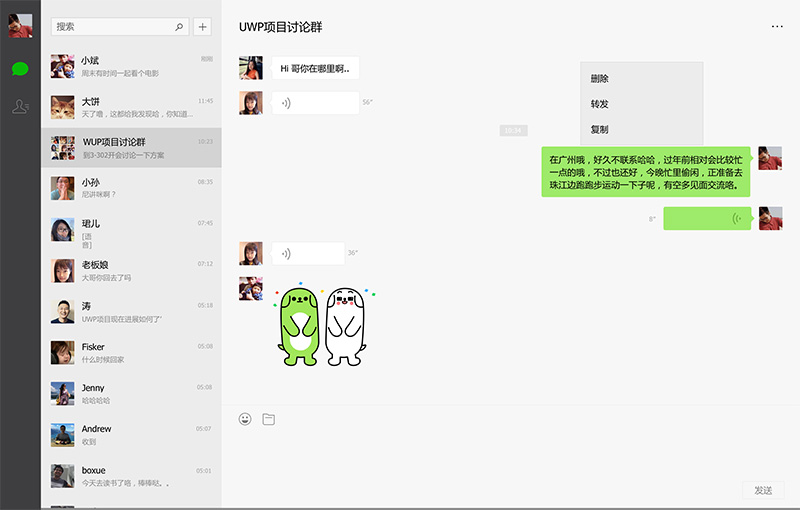 搜索
小斌
刚刚
周末有时间一起看个电影
大饼
11:45
天了噜，这都给我发现哈，你知道...
WUP项目讨论群
10:23
到3-302开会讨论一下方案
小孙
08:35
尼讲咪啊？
珺儿
07:45
[语
音]
老板娘
07:12
大哥你回去了吗
涛
05:18
UWP项目现在进展如何了'
Fisker
05:08
什么时候回家
Jenny
05:08
哈哈哈哈
Andrew
05:07
收到
boxue
05:01
今天去读书了咯，棒棒哒。。
UWP项目讨论群
Hi 哥你在哪里啊..
56"
删除
转发
复制
10:34
在广州哦，好久不联系哈哈，过年前相对会比较忙
一点的哦，不过也还好，今晚忙里偷闲，正准备去
珠江边跑跑步运动一下子呢，有空多见面交流咯。
8"
36"
发送